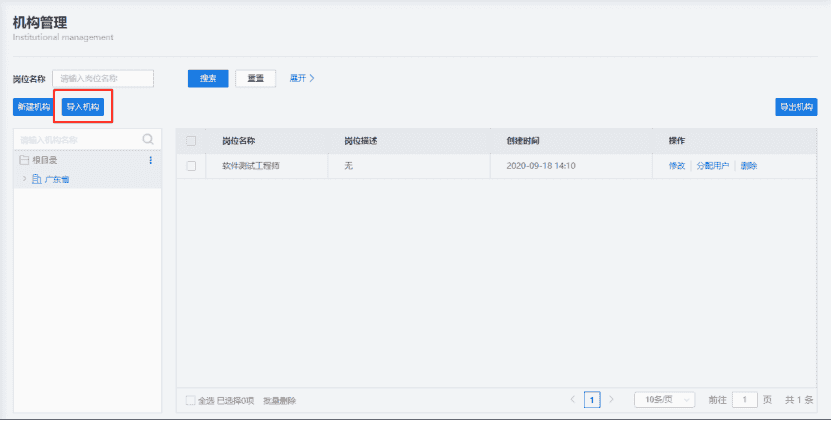 机构管理
Institutional management
岗位名称 请输入岗位名称 搜索 重置 展开
新建机构 导入机构 导出机构
请输入机构名称
根目录
广东省
岗位名称 岗位描述 创建时间 操作
软件测试工程师 无 2020-09-18 14:10 修改 分配用户 删除
全选 已选择0项 批量删除 1 10条/页 前往 1 页 共 1 条